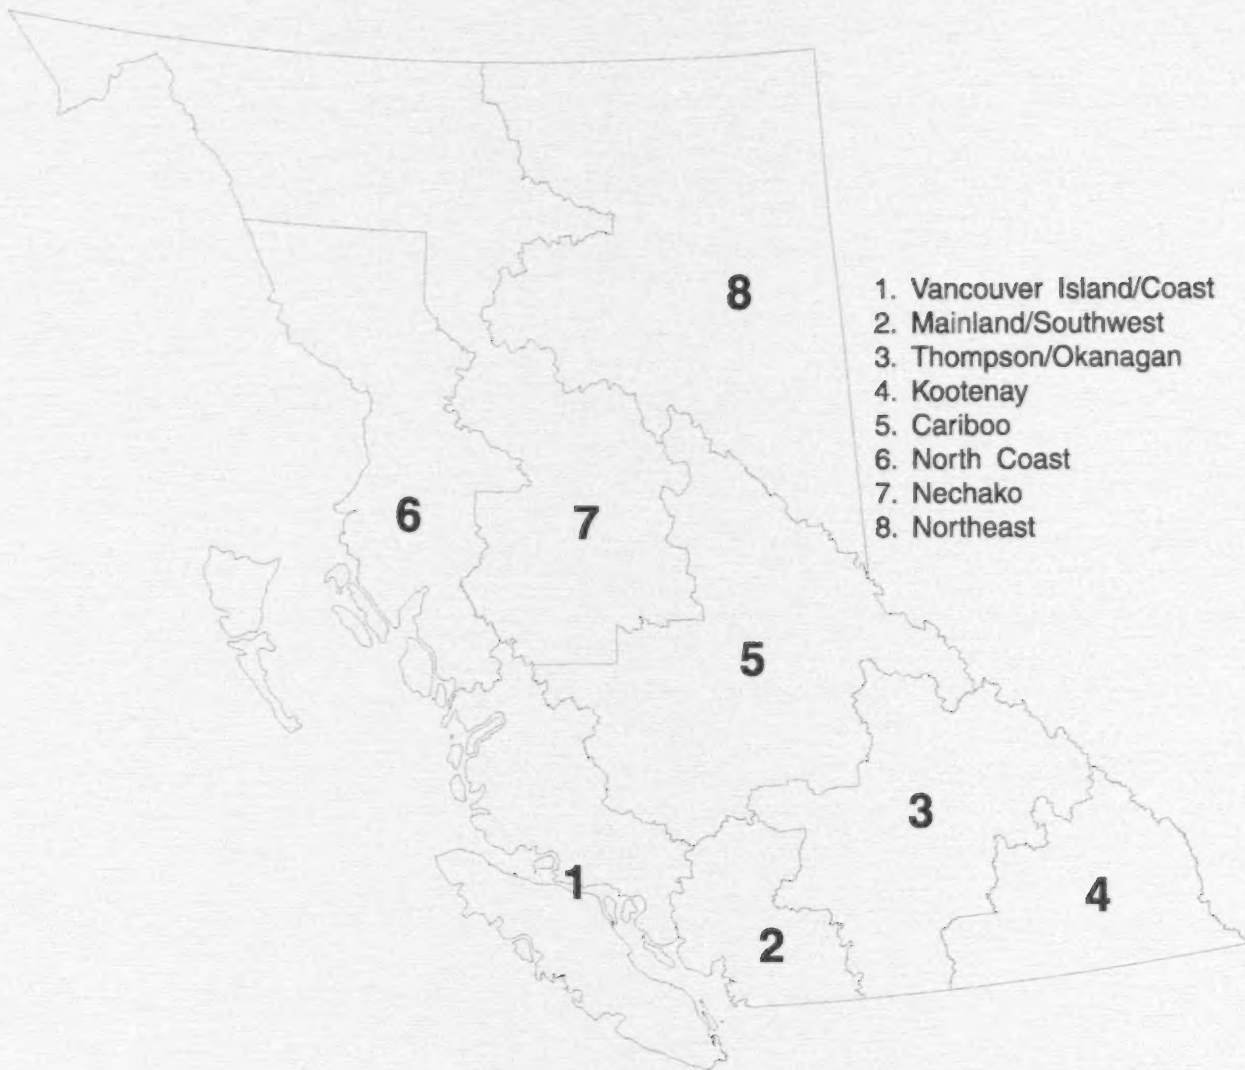 8
1. Vancouver Island/Coast
2. Mainland/Southwest
3. Thompson/Okanagan
4. Kootenay
5. Cariboo
6. North Coast
7. Nechako
8. Northeast
6
7
5
3
1
4
2